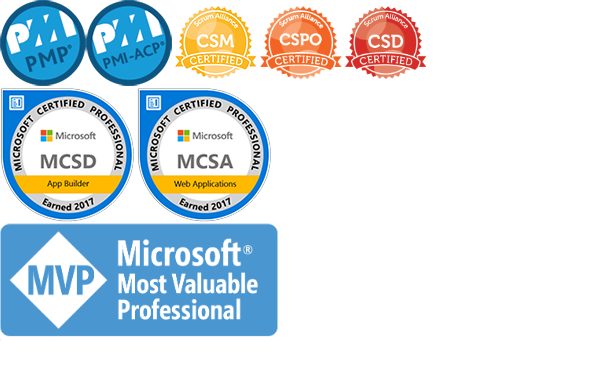 PMI PMI
PMP® PMI-ACP®
Scrum Alliance Scrum Alliance Scrum Alliance
CSM CSPO CSD
CERTIFIED CERTIFIED CERTIFIED
MICROSOFT CERTIFIED PROFESSIONAL
Microsoft
MCSD
App Builder
Earned 2017
MICROSOFT CERTIFIED PROFESSIONAL
Microsoft
MCSA
Web Applications
Earned 2017
MVP
Microsoft®
Most Valuable
Professional